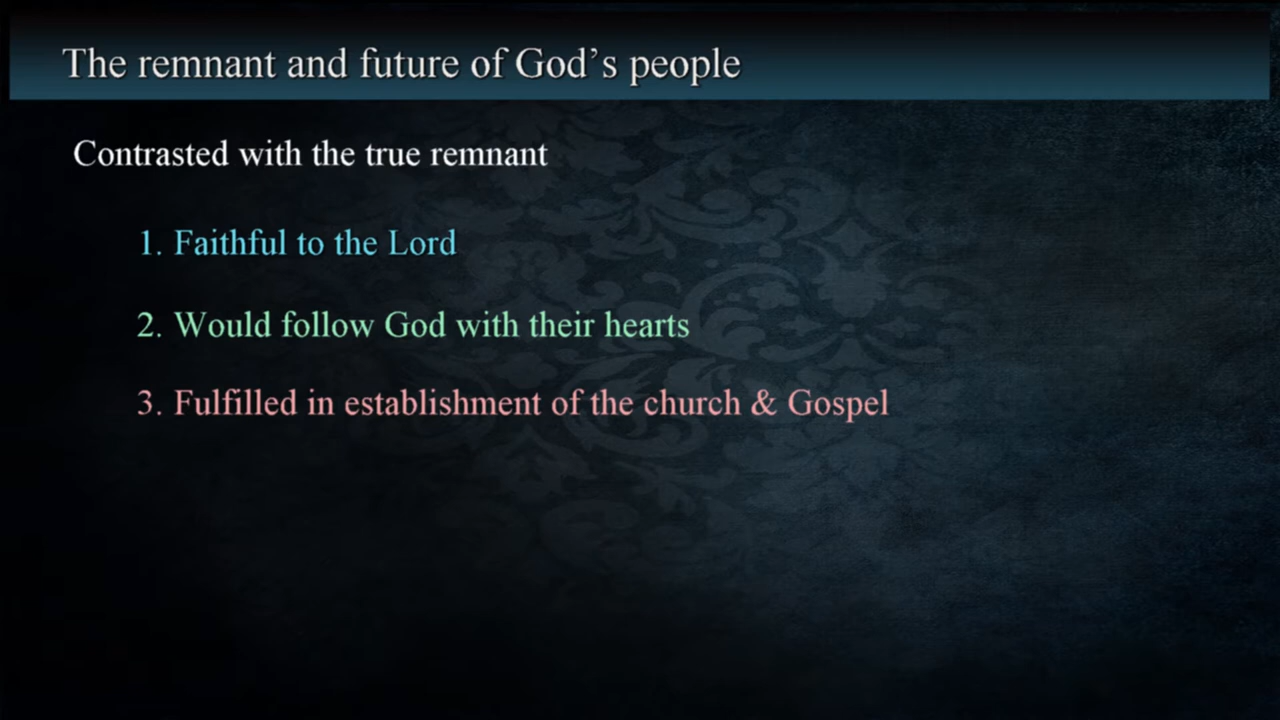 The remnant and future of God’s people
Contrasted with the true remnant
1. Faithful to the Lord
2. Would follow God with their hearts
3. Fulfilled in establishment of the church & Gospel